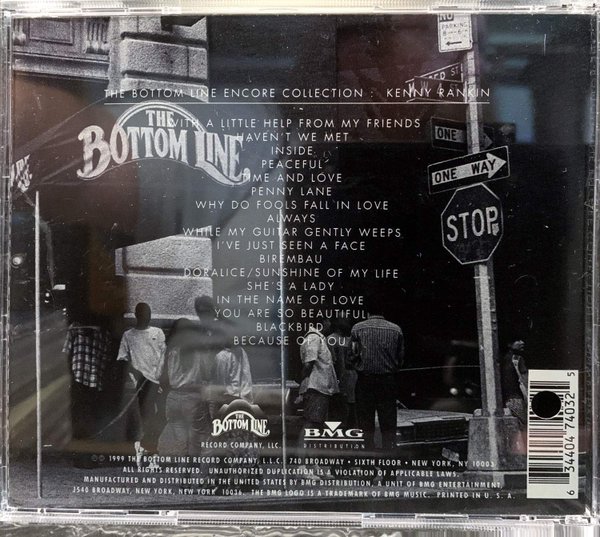 NO
PARKING
THE BOTTOM LINE ENCORE COLLECTION : KENNY RANKIN
THE
BOTTOM LINE
WITH A LITTLE HELP FROM MY FRIENDS
HAVEN'T WE MET
INSIDE
PEACEFUL
TIME AND LOVE
PENNY LANE
WHY DO FOOLS FALL IN LOVE
ALWAYS
WHILE MY GUITAR GENTLY WEEPS
I'VE JUST SEEN A FACE
BIREMBAU
DORALICE/SUNSHINE OF MY LIFE
SHE'S A LADY
IN THE NAME OF LOVE
YOU ARE SO BEAUTIFUL
BLACKBIRD
BECAUSE OF YOU
ONE
ONE WAY
STOP
THE
BOTTOM LINE
RECORD COMPANY, LLC.
BMG
DISTRIBUTION
℗ © 1999 THE BOTTOM LINE RECORD COMPANY, L.L.C. 740 BROADWAY • SIXTH FLOOR • NEW YORK, NY 10003
ALL RIGHTS RESERVED. UNAUTHORIZED DUPLICATION IS A VIOLATION OF APPLICABLE LAWS.
MANUFACTURED AND DISTRIBUTED IN THE UNITED STATES BY BMG DISTRIBUTION, A UNIT OF BMG ENTERTAINMENT,
1540 BROADWAY, NEW YORK, NEW YORK 10036. THE BMG LOGO IS A TRADEMARK OF BMG MUSIC. PRINTED IN U. S. A.
6 34404 74032 5